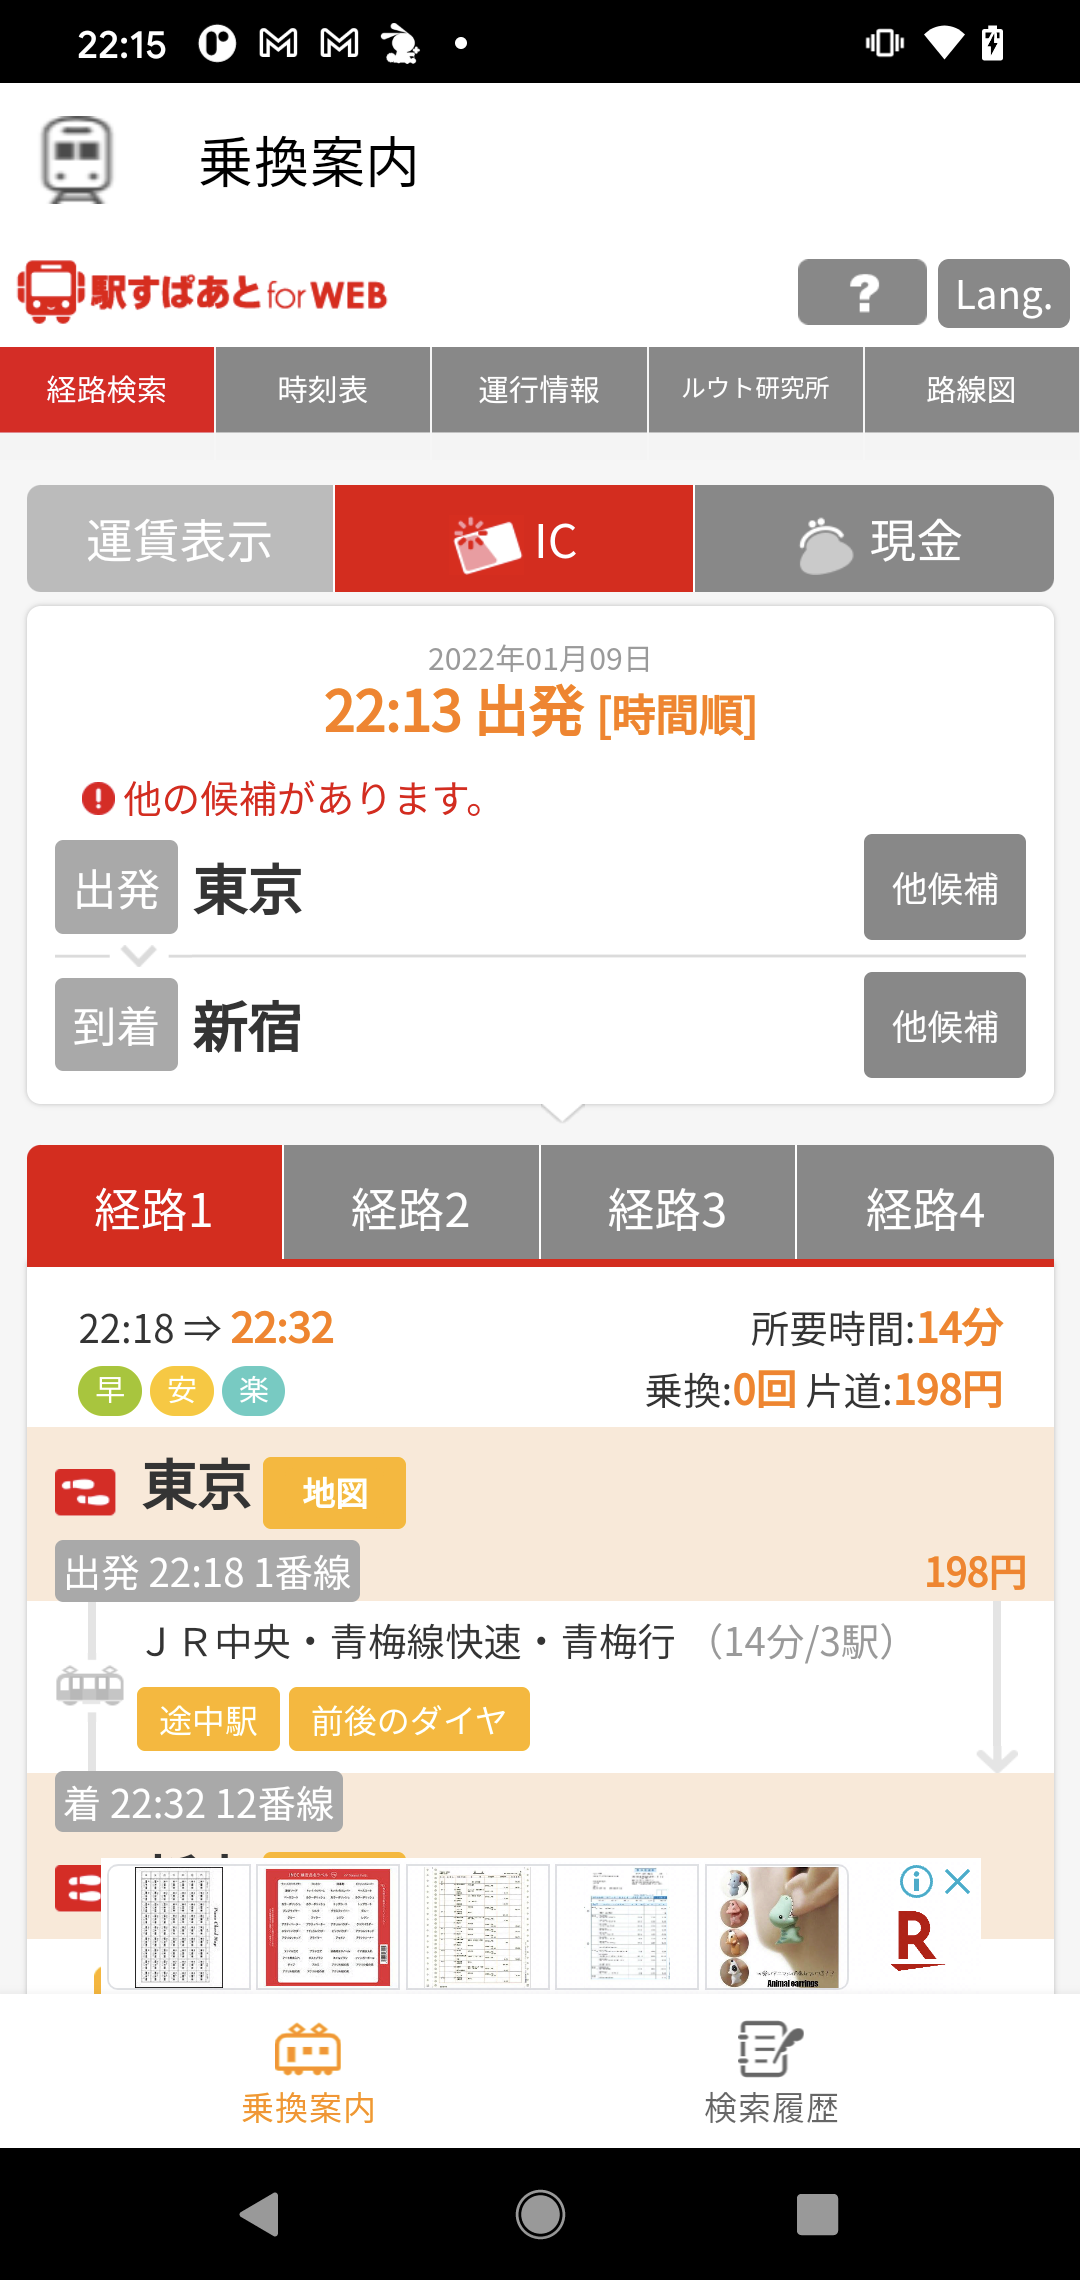 22:15
乗換案内
駅すぱあと for WEB
? Lang.
経路検索 時刻表 運行情報 ルウト研究所 路線図
運賃表示 IC 現金
2022年01月09日
22:13 出発 [時間順]
他の候補があります。
出発 東京 他候補
到着 新宿 他候補
経路1 経路2 経路3 経路4
22:18 ⇒ 22:32 所要時間:14分
早 安 楽 乗換:0回 片道:198円
東京 地図
出発 22:18 1番線 198円
ＪＲ中央・青梅線快速・青梅行 （14分/3駅）
途中駅 前後のダイヤ
着 22:32 12番線
Animal earrings
R
乗換案内 検索履歴